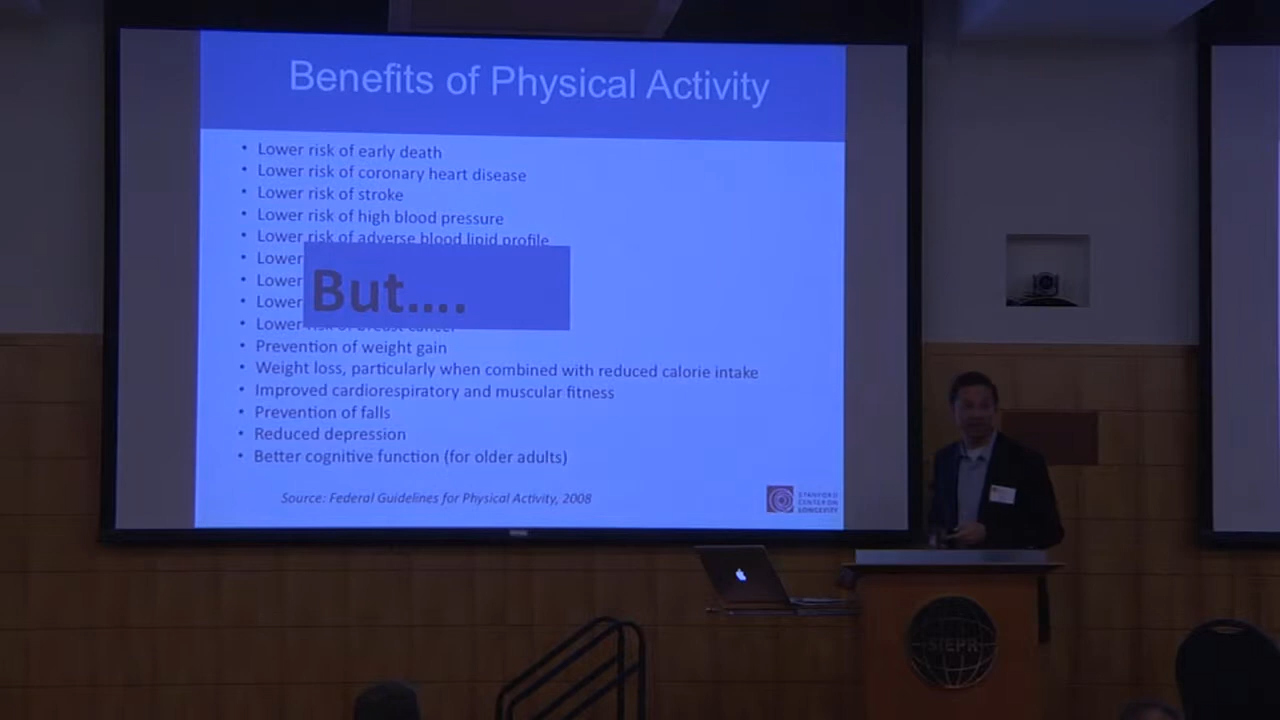 Benefits of Physical Activity
• Lower risk of early death
• Lower risk of coronary heart disease
• Lower risk of stroke
• Lower risk of high blood pressure
• Lower risk of adverse blood lipid profile
• Lower
• Lower
• Lower
• Lower risk of breast cancer
But....
• Prevention of weight gain
• Weight loss, particularly when combined with reduced calorie intake
• Improved cardiorespiratory and muscular fitness
• Prevention of falls
• Reduced depression
• Better cognitive function (for older adults)
Source: Federal Guidelines for Physical Activity, 2008
STANFORD
CENTER ON
LONGEVITY
SIEPR